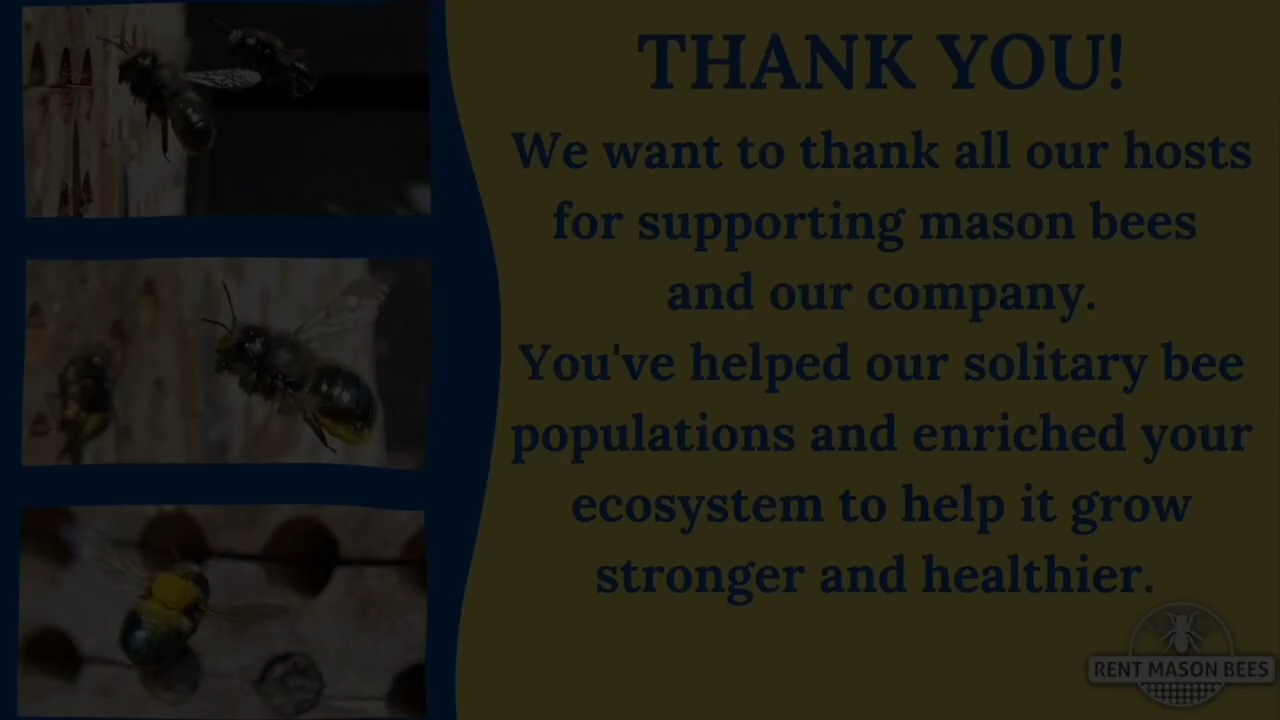 THANK YOU!
We want to thank all our hosts
for supporting mason bees
and our company.
You've helped our solitary bee
populations and enriched your
ecosystem to help it grow
stronger and healthier.
RENT MASON BEES